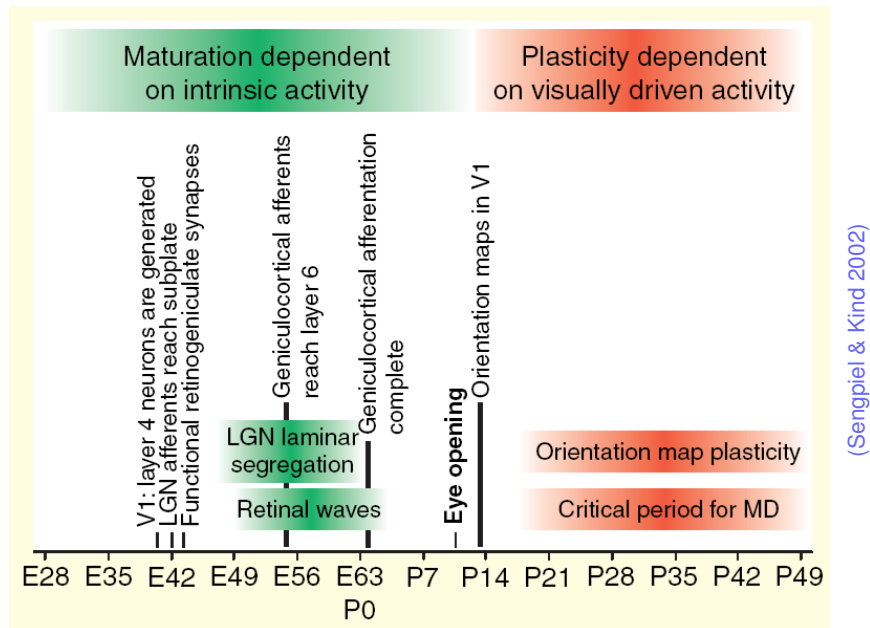 Maturation dependent
on intrinsic activity
Plasticity dependent
on visually driven activity
V1: layer 4 neurons are generated
LGN afferents reach subplate
Functional retinogeniculate synapses
Geniculocortical afferents
reach layer 6
Geniculocortical afferentation
complete
Eye opening
Orientation maps in V1
LGN laminar
segregation
Retinal waves
Orientation map plasticity
Critical period for MD
E28 E35 E42 E49 E56 E63 P7 P14 P21 P28 P35 P42 P49
P0
(Sengpiel & Kind 2002)